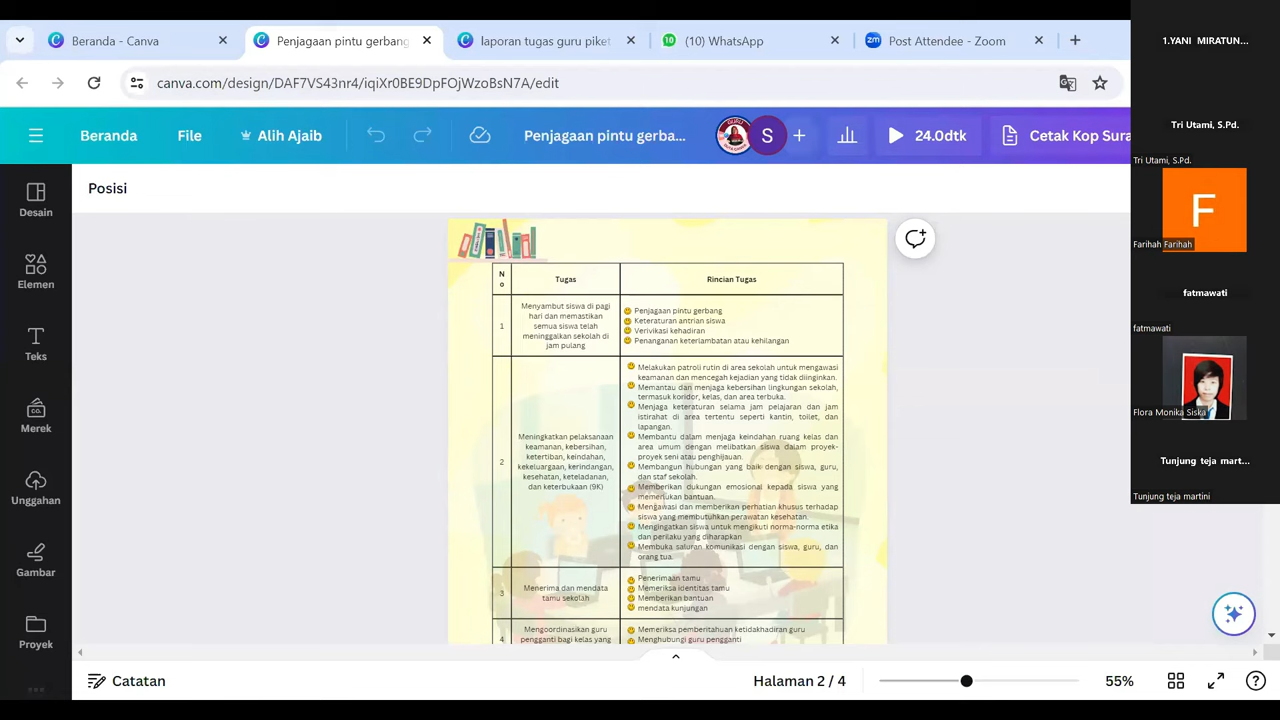 Beranda - Canva
Penjagaan pintu gerbang
laporan tugas guru piket
(10) WhatsApp
Post Attendee - Zoom
canva.com/design/DAF7VS43nr4/iqiXr0BE9DpFOjWzoBsN7A/edit
Beranda
File
Alih Ajaib
Penjagaan pintu gerba...
S
24.0dtk
Cetak Kop Sura
Posisi
Desain
Elemen
Teks
Merek
Unggahan
Gambar
Proyek
No
Tugas
Rincian Tugas
1
Menyambut siswa di pagi
hari dan memastikan
semua siswa telah
meninggalkan sekolah di
jam pulang
Penjagaan pintu gerbang
Keteraturan antrian siswa
Verivikasi kehadiran
Penanganan keterlambatan atau kehilangan
2
Meningkatkan pelaksanaan
keamanan, kebersihan,
ketertiban, keindahan,
kekeluargaan, kerindangan,
kesehatan, keteladanan,
dan keterbukaan (9K)
Melakukan patroli rutin di area sekolah untuk mengawasi
keamanan dan mencegah kejadian yang tidak diinginkan.
Memantau dan menjaga kebersihan lingkungan sekolah,
termasuk koridor, kelas, dan area terbuka.
Menjaga keteraturan selama jam pelajaran dan jam
istirahat di area tertentu seperti kantin, toilet, dan
lapangan.
Membantu dalam menjaga keindahan ruang kelas dan
area umum dengan melibatkan siswa dalam proyek-
proyek seni atau penghijauan.
Membangun hubungan yang baik dengan siswa, guru,
dan staf sekolah.
Memberikan dukungan emosional kepada siswa yang
memerlukan bantuan.
Mengawasi dan memberikan perhatian khusus terhadap
siswa yang membutuhkan perawatan kesehatan.
Mengingatkan siswa untuk mengikuti norma-norma etika
dan perilaku yang diharapkan
Membuka saluran komunikasi dengan siswa, guru, dan
orang tua.
3
Menerima dan mendata
tamu sekolah
Penerimaan tamu
Memeriksa identitas tamu
Memberikan bantuan
mendata kunjungan
4
Mengoordinasikan guru
pengganti bagi kelas yang
Memeriksa pemberitahuan ketidakhadiran guru
Menghubungi guru pengganti
Catatan
Halaman 2 / 4
55%
1.YANI MIRATUN...
Tri Utami, S.Pd.
Tri Utami, S.Pd.
F
Farihah Farihah
fatmawati
fatmawati
Flora Monika Siska
Tunjung teja mart...
Tunjung teja martini